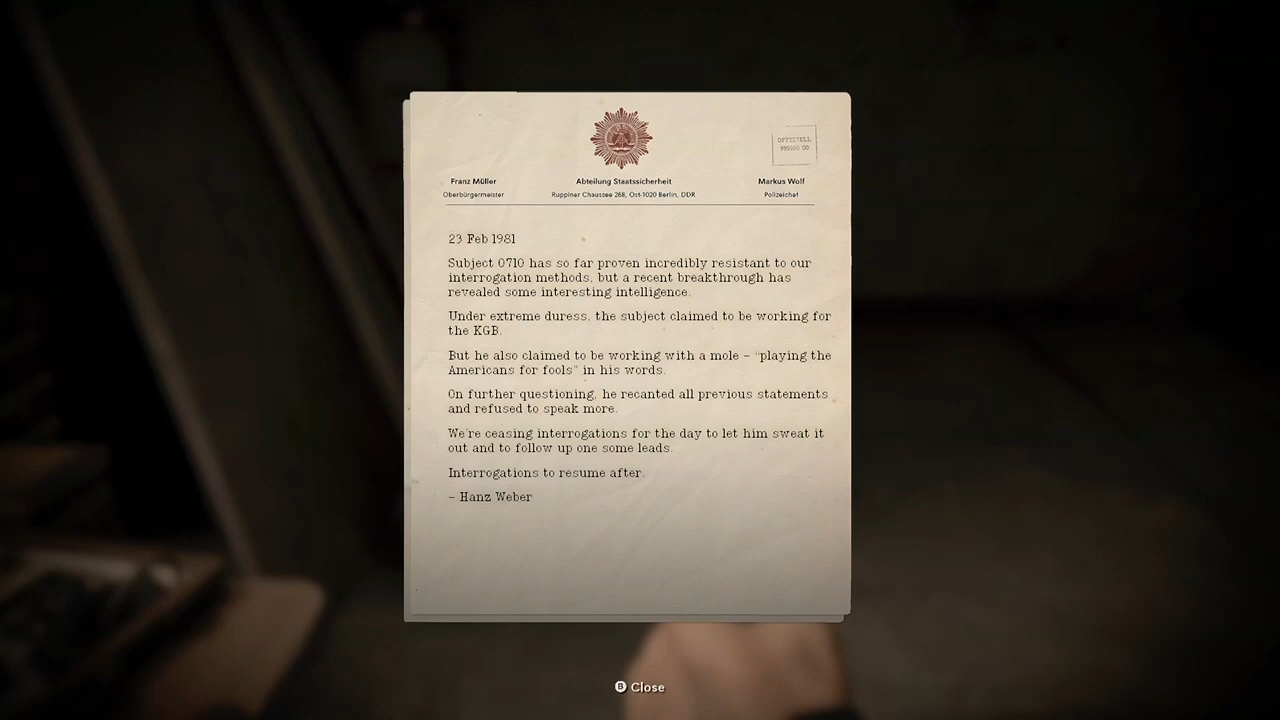 OFFIZIELL
999500 00
Franz Müller
Abteilung Staatssicherheit
Markus Wolf
Oberbürgermeister
Ruppiner Chaussee 268, Ost-1020 Berlin, DDR
Polizeichef
23 Feb 1981
Subject 0710 has so far proven incredibly resistant to our
interrogation methods, but a recent breakthrough has
revealed some interesting intelligence.
Under extreme duress, the subject claimed to be working for
the KGB.
But he also claimed to be working with a mole – "playing the
Americans for fools" in his words.
On further questioning, he recanted all previous statements
and refused to speak more.
We're ceasing interrogations for the day to let him sweat it
out and to follow up one some leads.
Interrogations to resume after.
– Hanz Weber
B Close